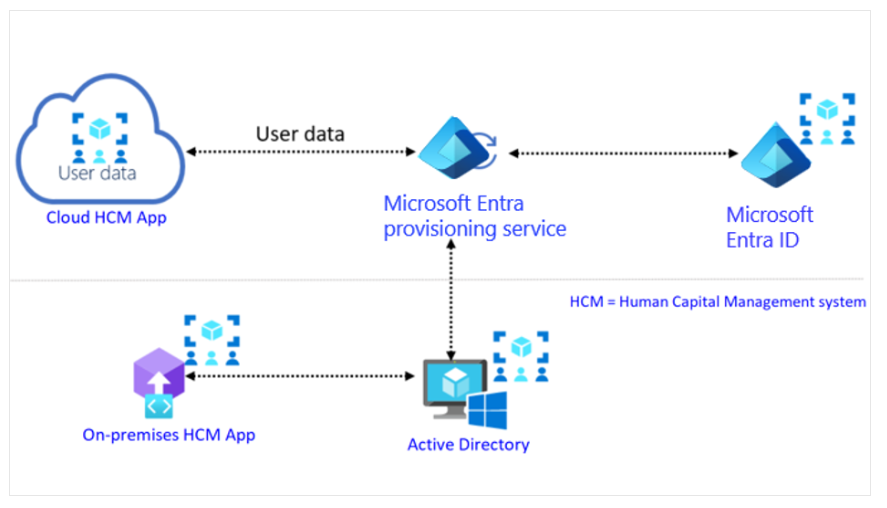 User data
User data
Cloud HCM App
Microsoft Entra
provisioning service
Microsoft
Entra ID
HCM = Human Capital Management system
On-premises HCM App
Active Directory